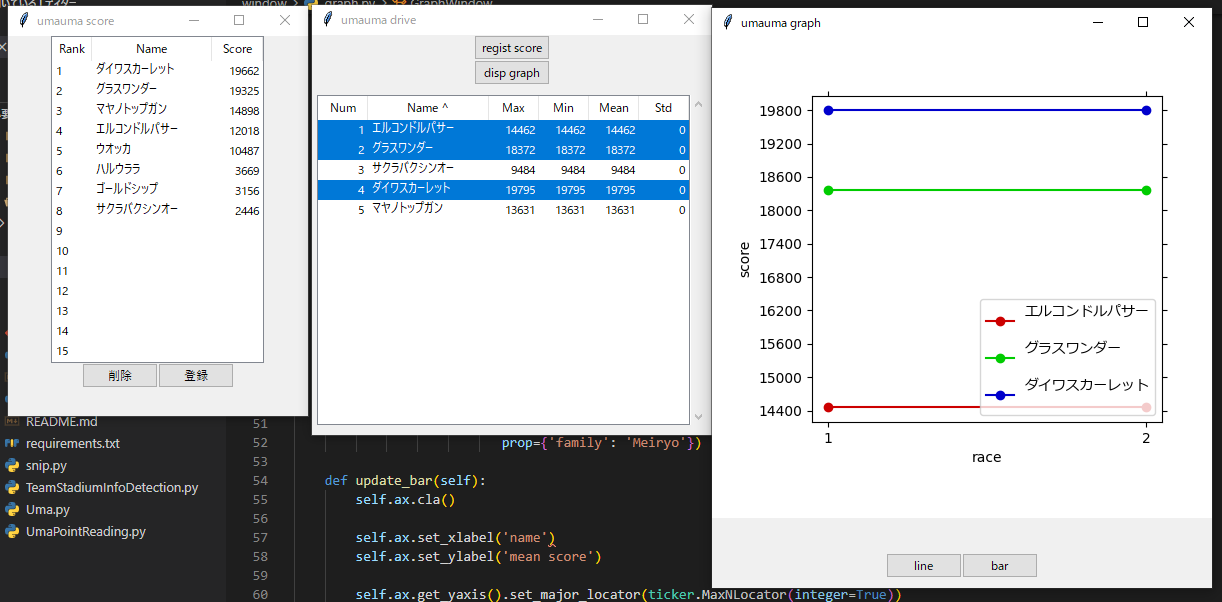 umauma score
Rank Name Score
1 ダイワスカーレット 19662
2 グラスワンダー 19325
3 マヤノトップガン 14898
4 エルコンドルパサー 12018
5 ウオッカ 10487
6 ハルウララ 3669
7 ゴールドシップ 3156
8 サクラバクシンオー 2446
9
10
11
12
13
14
15
削除 登録
umauma drive
regist score
disp graph
Num Name ^ Max Min Mean Std
1 エルコンドルパサー 14462 14462 14462 0
2 グラスワンダー 18372 18372 18372 0
3 サクラバクシンオー 9484 9484 9484 0
4 ダイワスカーレット 19795 19795 19795 0
5 マヤノトップガン 13631 13631 13631 0
umauma graph
19800
19200
18600
18000
17400
16800
16200
15600
15000
14400
score
エルコンドルパサー
グラスワンダー
ダイワスカーレット
1 2
race
line bar
README.md
requirements.txt
snip.py
TeamStadiumInfoDetection.py
Uma.py
UmaPointReading.py
51
52 prop={'family': 'Meiryo'})
53
54 def update_bar(self):
55 self.ax.cla()
56
57 self.ax.set_xlabel('name')
58 self.ax.set_ylabel('mean score')
59
60 self.ax.get_yaxis().set_major_locator(ticker.MaxNLocator(integer=True))